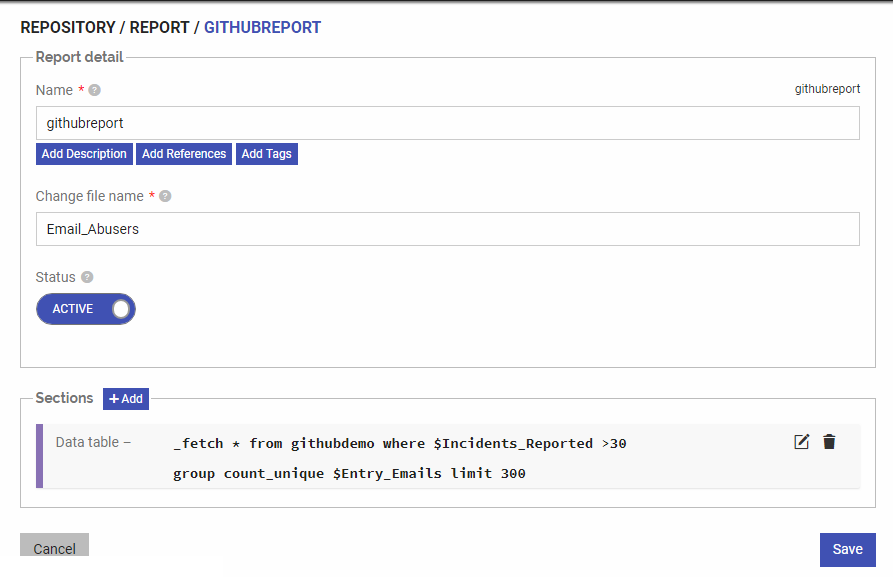 REPOSITORY / REPORT / GITHUBREPORT
Report detail
Name * ?
githubreport
githubreport
Add Description Add References Add Tags
Change file name * ?
Email_Abusers
Status ?
ACTIVE
Sections + Add
Data table – _fetch * from githubdemo where $Incidents_Reported >30
group count_unique $Entry_Emails limit 300
Cancel Save